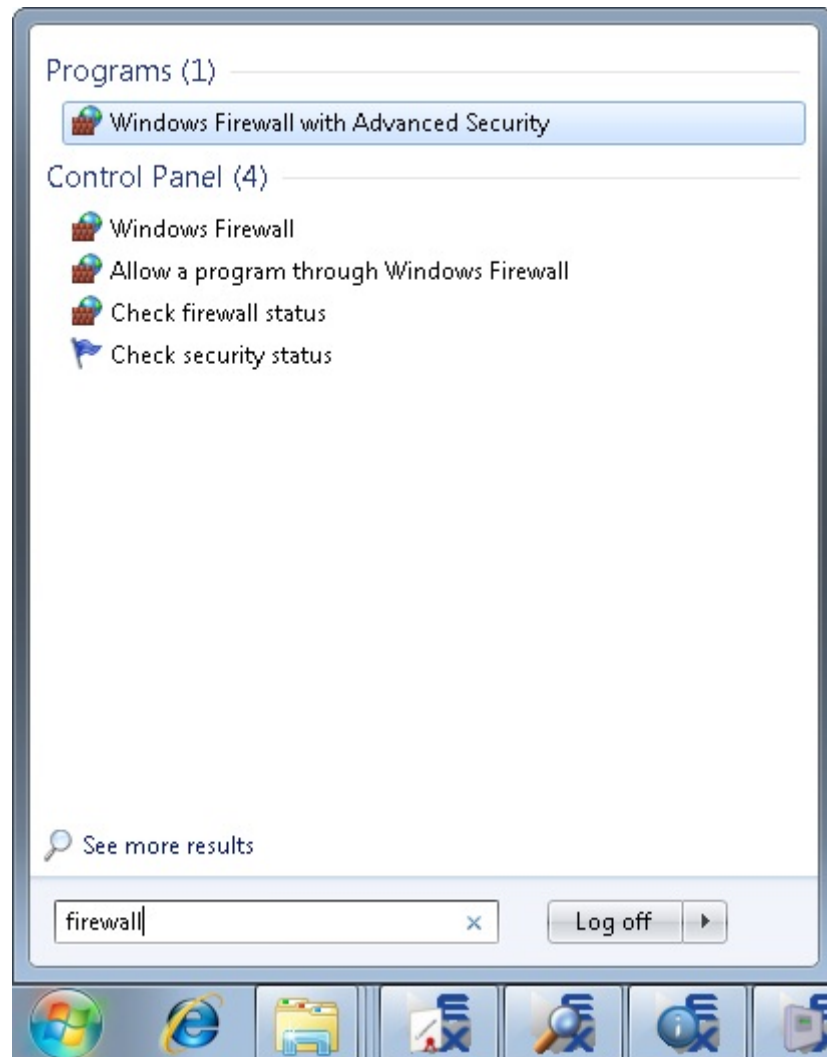 Programs (1)
Windows Firewall with Advanced Security
Control Panel (4)
Windows Firewall
Allow a program through Windows Firewall
Check firewall status
Check security status
See more results
firewall
Log off